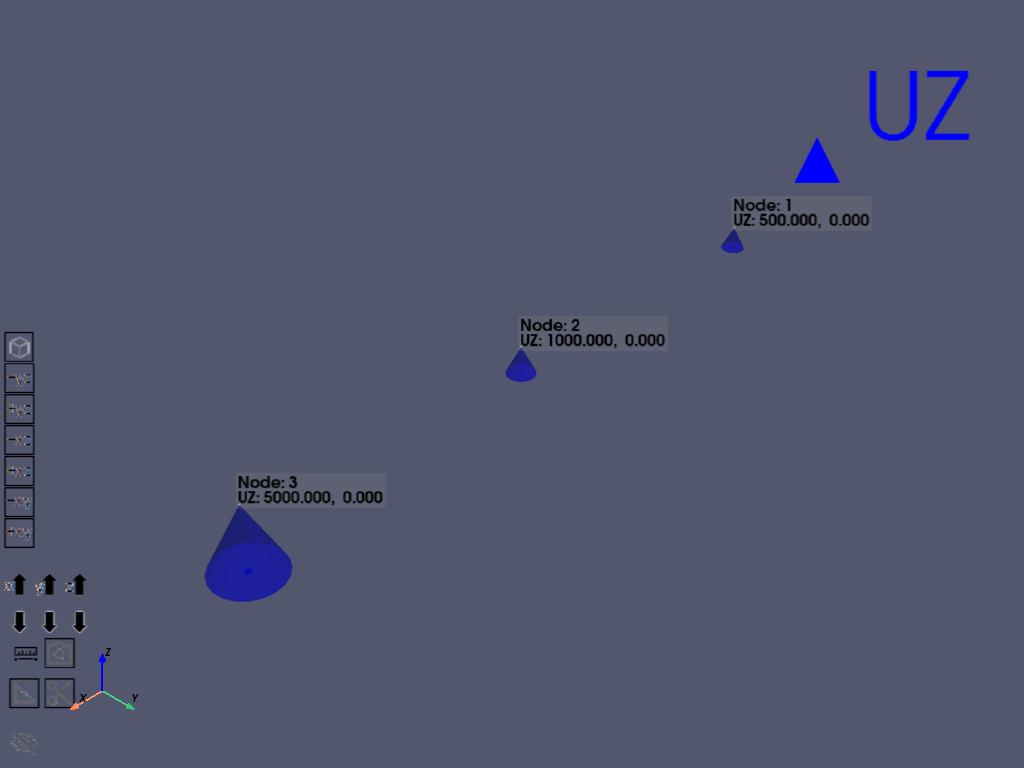 UZ
Node: 1
UZ: 500.000, 0.000
Node: 2
UZ: 1000.000, 0.000
Node: 3
UZ: 5000.000, 0.000
-yz
+yz
-xz
+xz
-xy
+xy
x y z
Z
X Y